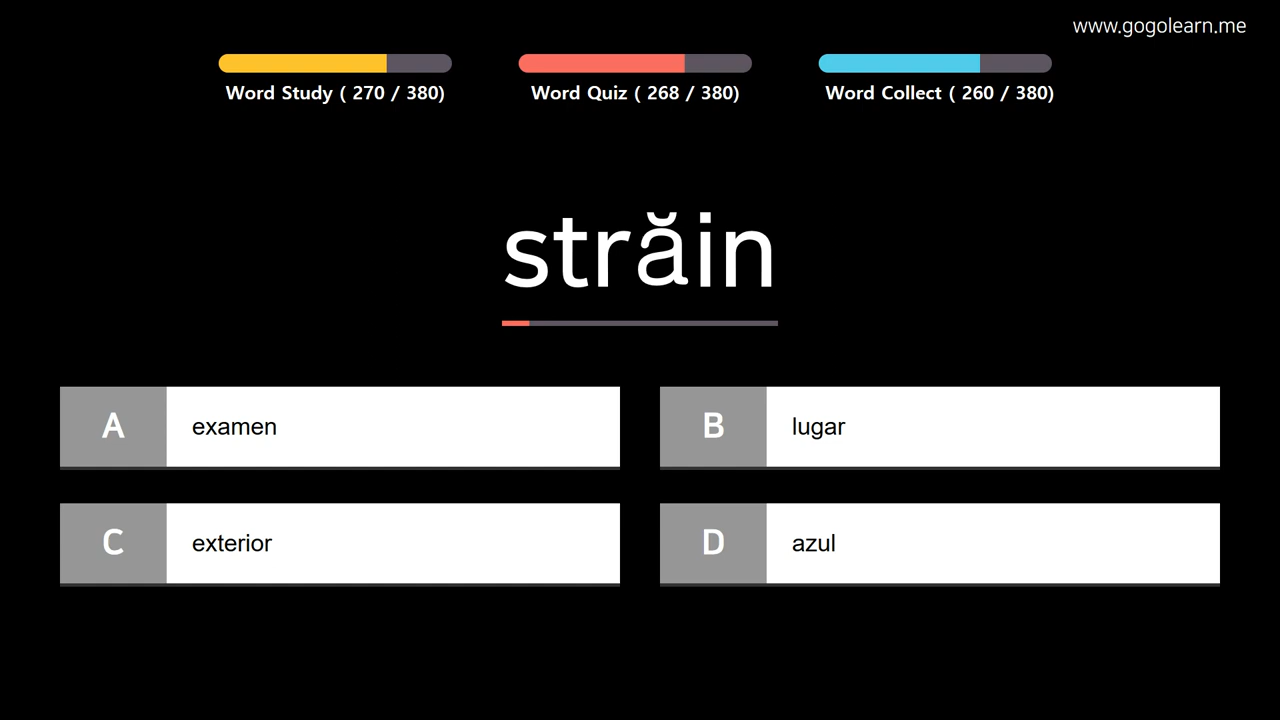 www.gogolearn.me
Word Study ( 270 / 380)
Word Quiz ( 268 / 380)
Word Collect ( 260 / 380)
străin
A
examen
B
lugar
C
exterior
D
azul